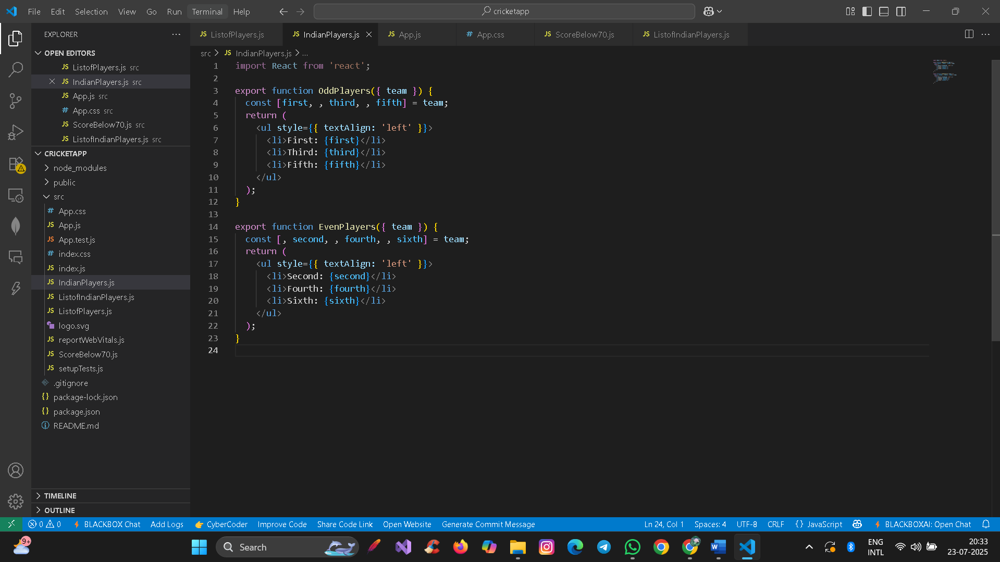 File Edit Selection View Go Run Terminal Help
cricketapp
EXPLORER
OPEN EDITORS
JS ListofPlayers.js src
JS IndianPlayers.js src
JS App.js src
# App.css src
JS ScoreBelow70.js src
JS ListofIndianPlayers.js src
CRICKETAPP
node_modules
public
src
# App.css
JS App.js
JS App.test.js
# index.css
JS index.js
JS IndianPlayers.js
JS ListofIndianPlayers.js
JS ListofPlayers.js
logo.svg
JS reportWebVitals.js
JS ScoreBelow70.js
JS setupTests.js
.gitignore
{} package-lock.json
{} package.json
README.md
TIMELINE
OUTLINE
JS ListofPlayers.js JS IndianPlayers.js JS App.js # App.css JS ScoreBelow70.js JS ListofIndianPlayers.js
src > JS IndianPlayers.js > ...
1 import React from 'react';
2
3 export function OddPlayers({ team }) {
4 const [first, , third, , fifth] = team;
5 return (
6 <ul style={{ textAlign: 'left' }}>
7 <li>First: {first}</li>
8 <li>Third: {third}</li>
9 <li>Fifth: {fifth}</li>
10 </ul>
11 );
12 }
13
14 export function EvenPlayers({ team }) {
15 const [, second, , fourth, , sixth] = team;
16 return (
17 <ul style={{ textAlign: 'left' }}>
18 <li>Second: {second}</li>
19 <li>Fourth: {fourth}</li>
20 <li>Sixth: {sixth}</li>
21 </ul>
22 );
23 }
24
0 0 BLACKBOX Chat Add Logs CyberCoder Improve Code Share Code Link Open Website Generate Commit Message Ln 24, Col 1 Spaces: 4 UTF-8 CRLF {} JavaScript BLACKBOXAI: Open Chat
9+ Search ENG INTL 20:33
23-07-2025